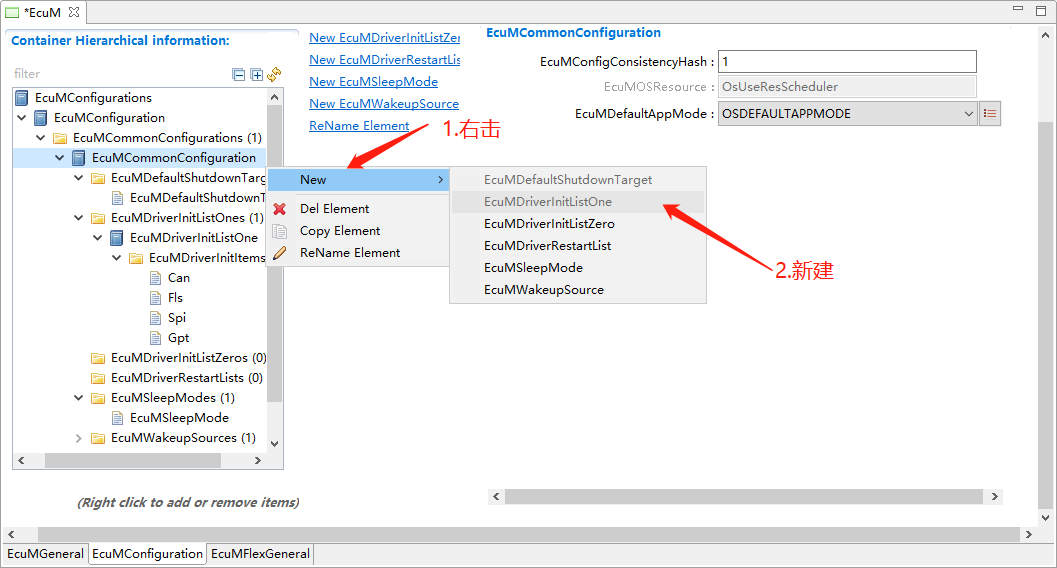 *EcuM
Container Hierarchical information:
filter
EcuMConfigurations
EcuMConfiguration
EcuMCommonConfigurations (1)
EcuMCommonConfiguration
EcuMDefaultShutdownTarg
EcuMDefaultShutdownT
EcuMDriverInitListOnes (1)
EcuMDriverInitListOne
EcuMDriverInitItems
Can
Fls
Spi
Gpt
EcuMDriverInitListZeros (0)
EcuMDriverRestartLists (0)
EcuMSleepModes (1)
EcuMSleepMode
EcuMWakeupSources (1)
(Right click to add or remove items)
New EcuMDriverInitListZer
New EcuMDriverRestartLis
New EcuMSleepMode
New EcuMWakeupSource
ReName Element
1.右击
New
Del Element
Copy Element
ReName Element
EcuMDefaultShutdownTarget
EcuMDriverInitListOne
EcuMDriverInitListZero
EcuMDriverRestartList
EcuMSleepMode
EcuMWakeupSource
2.新建
EcuMCommonConfiguration
EcuMConfigConsistencyHash : 1
EcuMOSResource : OsUseResScheduler
EcuMDefaultAppMode : OSDEFAULTAPPMODE
EcuMGeneral EcuMConfiguration EcuMFlexGeneral